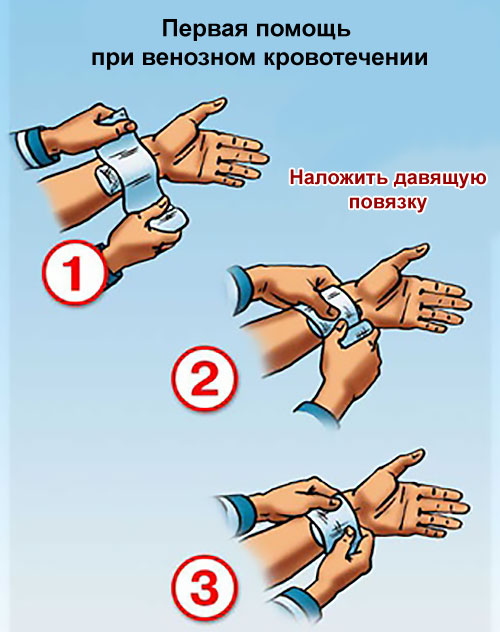 Первая помощь
при венозном кровотечении
Наложить давящую
повязку
1
2
3